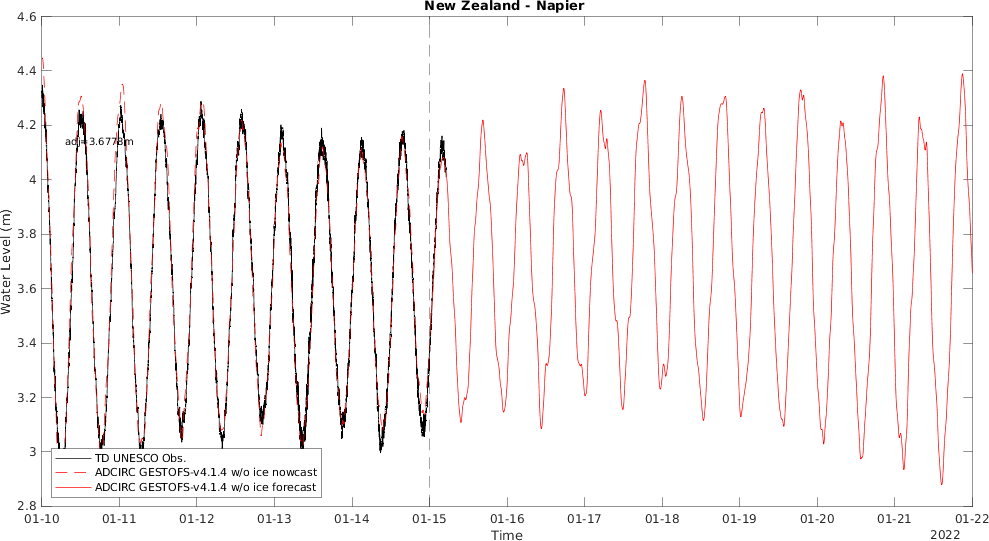 New Zealand - Napier
4.6
4.4
4.2
4
3.8
3.6
3.4
3.2
3
2.8
Water Level (m)
adj=3.6778m
TD UNESCO Obs.
ADCIRC GESTOFS-v4.1.4 w/o ice nowcast
ADCIRC GESTOFS-v4.1.4 w/o ice forecast
01-10 01-11 01-12 01-13 01-14 01-15 01-16 01-17 01-18 01-19 01-20 01-21 01-22
Time
2022